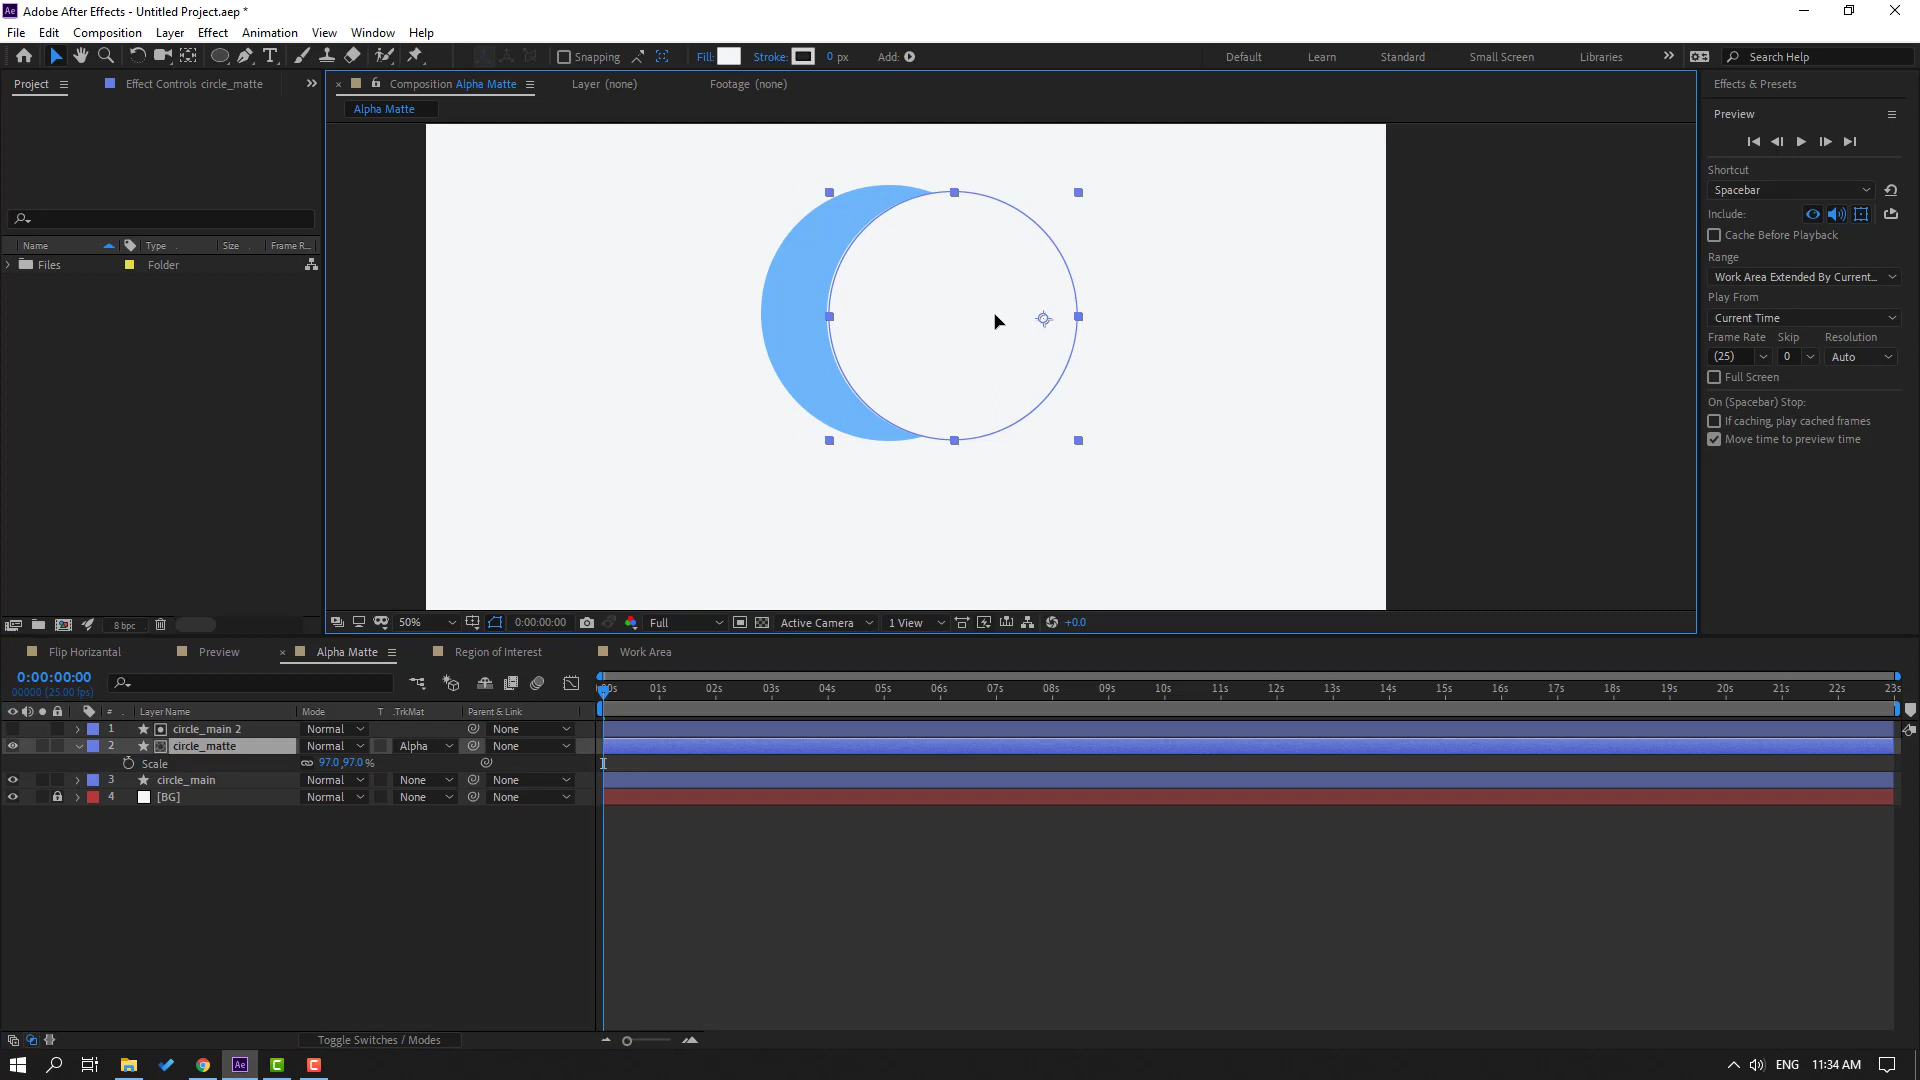 Adobe After Effects - Untitled Project.aep *
File Edit Composition Layer Effect Animation View Window Help
Snapping Fill: Stroke: 0 px Add: Default Learn Standard Small Screen Libraries Search Help
Project Effect Controls circle_matte Composition Alpha Matte Layer (none) Footage (none) Effects & Presets
Alpha Matte
Preview
Shortcut
Spacebar
Include:
Cache Before Playback
Range
Work Area Extended By Current...
Play From
Current Time
Frame Rate Skip Resolution
(25) 0 Auto
Full Screen
On (Spacebar) Stop:
If caching, play cached frames
Move time to preview time
Name Type Size Frame R...
Files Folder
8 bpc 50% 0:00:00:00 Full Active Camera 1 View +0.0
Flip Horizantal Preview Alpha Matte Region of Interest Work Area
0:00:00:00
00000 (25.00 fps)
00s 01s 02s 03s 04s 05s 06s 07s 08s 09s 10s 11s 12s 13s 14s 15s 16s 17s 18s 19s 20s 21s 22s 23s
# Layer Name Mode T .TrkMat Parent & Link
1 circle_main 2 Normal None
2 circle_matte Normal Alpha None
Scale 97.0,97.0 %
3 circle_main Normal None None
4 [BG] Normal None None
Toggle Switches / Modes
Ae ENG 11:34 AM